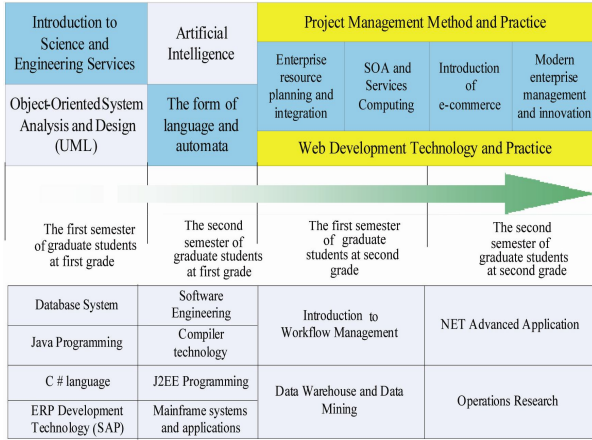 Introduction to
Science and
Engineering Services
Artificial
Intelligence
Project Management Method and Practice
Object-Oriented System
Analysis and Design
(UML)
The form of
language and
automata
Enterprise
resource
planning and
integration
SOA and
Services
Computing
Introduction
of
e-commerce
Modern
enterprise
management
and innovation
Web Development Technology and Practice
The first semester
of graduate students
at first grade
The second
semester of
graduate students
at first grade
The first semester
of graduate
students at second
grade
The second
semester of
graduate students
at second grade
Database System
Software
Engineering
Introduction to
Workflow Management
NET Advanced Application
Java Programming
Compiler
technology
C # language
J2EE Programming
Data Warehouse and Data
Mining
Operations Research
ERP Development
Technology (SAP)
Mainframe systems
and applications